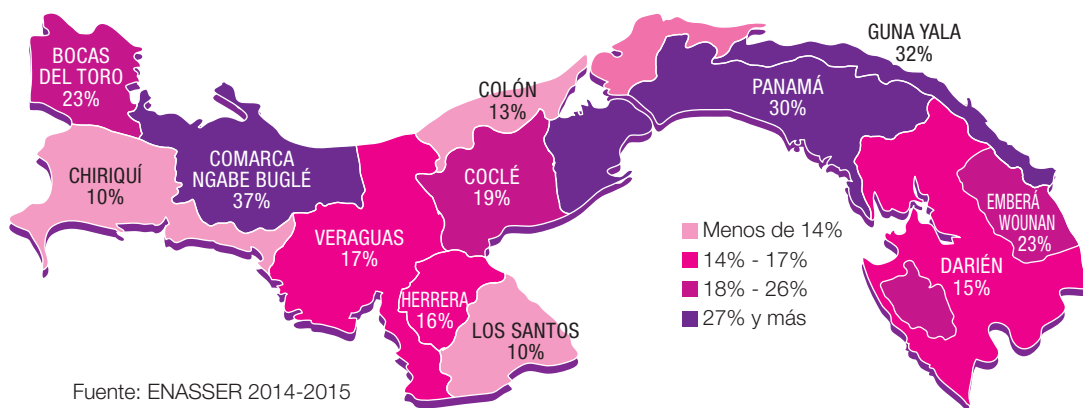 BOCAS
DEL TORO
23%
CHIRIQUÍ
10%
COMARCA
NGABE BUGLÉ
37%
VERAGUAS
17%
HERRERA
16%
LOS SANTOS
10%
COLÓN
13%
COCLÉ
19%
PANAMÁ
30%
GUNA YALA
32%
EMBERÁ
WOUNAN
23%
DARIÉN
15%
Menos de 14%
14% - 17%
18% - 26%
27% y más
Fuente: ENASSER 2014-2015